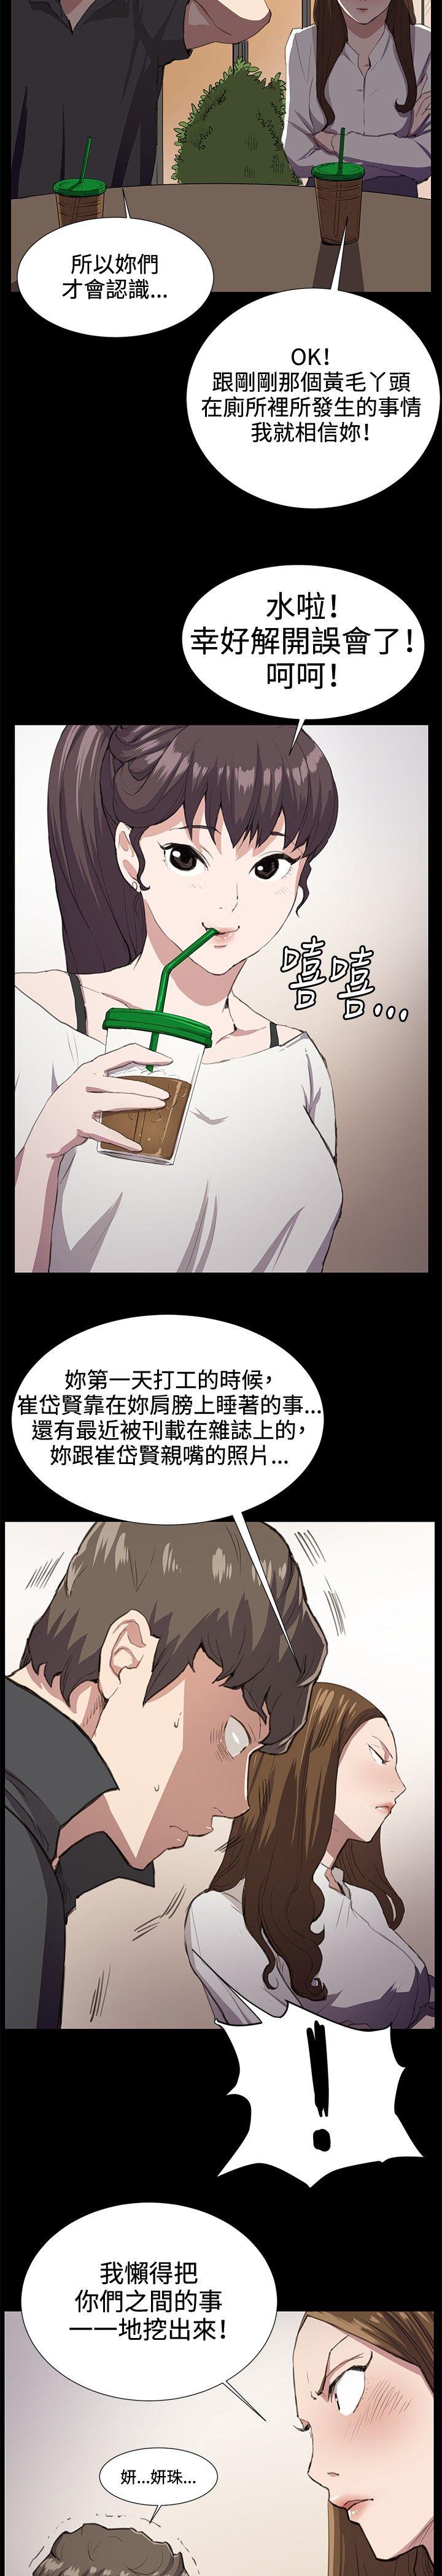 所以妳們
才會認識...
OK!
跟剛剛那個黃毛丫頭
在廁所裡所發生的事情
我就相信妳!
水啦!
幸好解開誤會了!
呵呵!
嘻嘻...
妳第一天打工的時候,
崔岱賢靠在妳肩膀上睡著的事...
還有最近被刊載在雜誌上的,
妳跟崔岱賢親嘴的照片...
!
我懶得把
你們之間的事
一一地挖出來!
妍...妍珠...